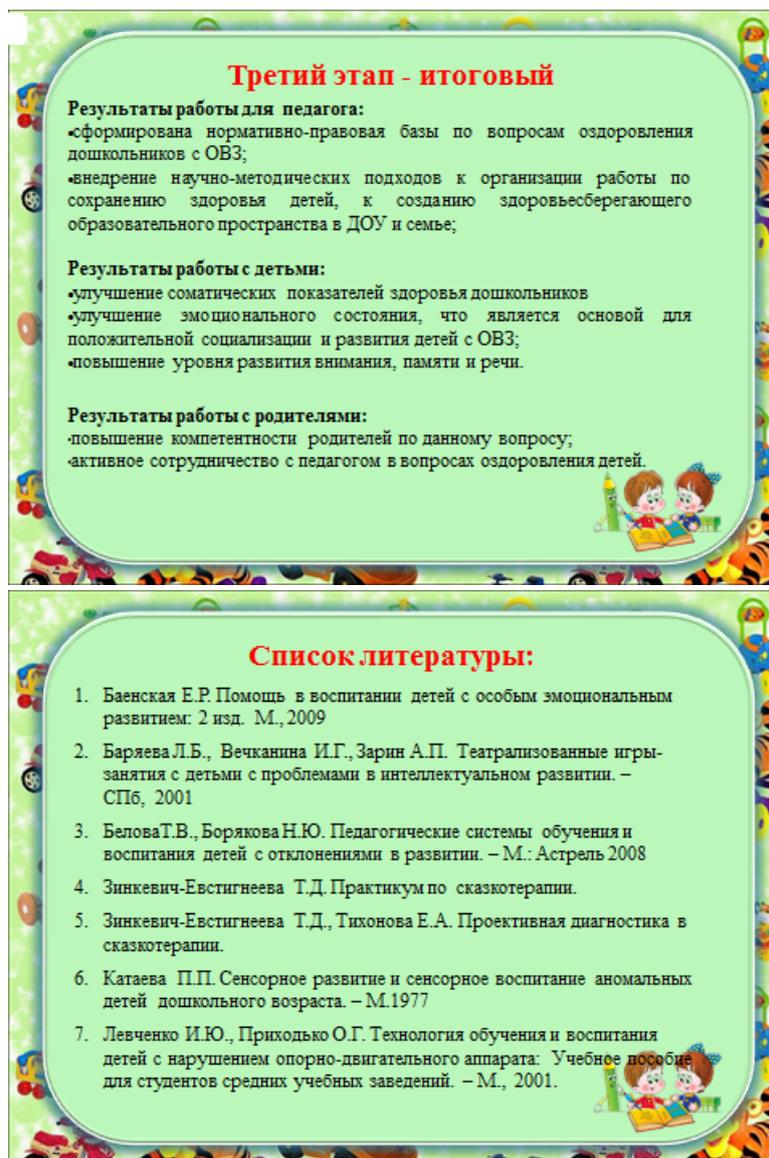 Третий этап - итоговый
Результаты работы для педагога:
•сформирована нормативно-правовая базы по вопросам оздоровления
дошкольников с ОВЗ;
•внедрение научно-методических подходов к организации работы по
сохранению здоровья детей, к созданию здоровьесберегающего
образовательного пространства в ДОУ и семье;
Результаты работы с детьми:
•улучшение соматических показателей здоровья дошкольников
•улучшение эмоционального состояния, что является основой для
положительной социализации и развития детей с ОВЗ;
•повышение уровня развития внимания, памяти и речи.
Результаты работы с родителями:
•повышение компетентности родителей по данному вопросу;
•активное сотрудничество с педагогом в вопросах оздоровления детей.
Список литературы:
1. Баенская Е.Р. Помощь в воспитании детей с особым эмоциональным
развитием: 2 изд. М., 2009
2. Баряева Л.Б., Вечканина И.Г., Зарин А.П. Театрализованные игры-
занятия с детьми с проблемами в интеллектуальном развитии. –
СПб, 2001
3. БеловаТ.В., Борякова Н.Ю. Педагогические системы обучения и
воспитания детей с отклонениями в развитии. – М.: Астрель 2008
4. Зинкевич-Евстигнеева Т.Д. Практикум по сказкотерапии.
5. Зинкевич-Евстигнеева Т.Д., Тихонова Е.А. Проективная диагностика в
сказкотерапии.
6. Катаева П.П. Сенсорное развитие и сенсорное воспитание аномальных
детей дошкольного возраста. – М.1977
7. Левченко И.Ю., Приходько О.Г. Технология обучения и воспитания
детей с нарушением опорно-двигательного аппарата: Учебное пособие
для студентов средних учебных заведений. – М., 2001.